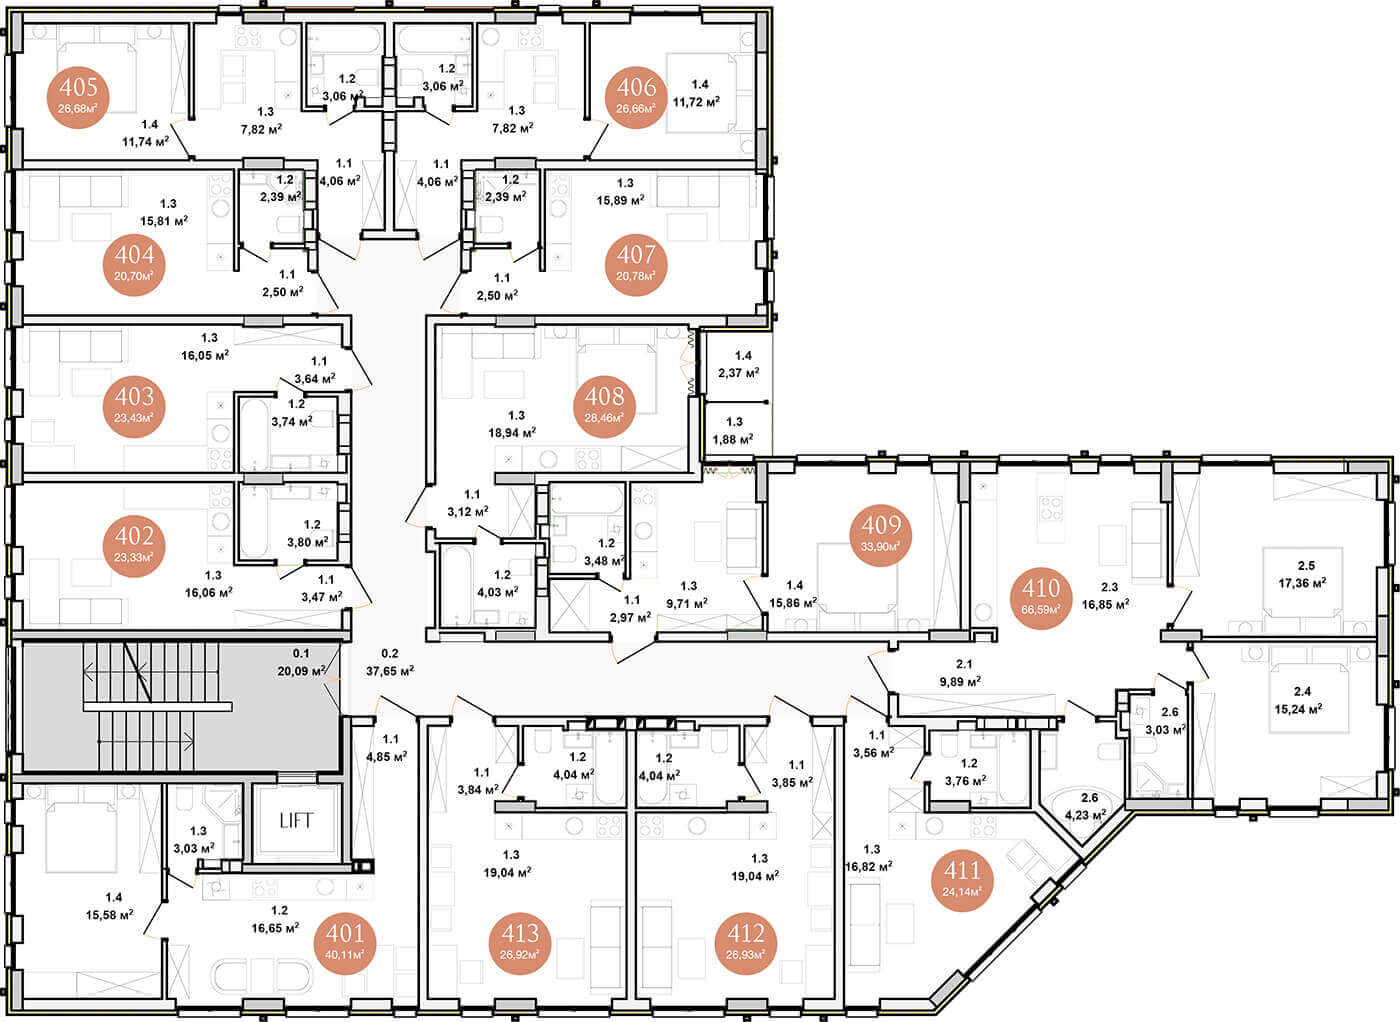 405
26,68м²
1.4
11,74 м²
1.3
7,82 м²
1.2
3,06 м²
1.1
4,06 м²
1.2
3,06 м²
1.3
7,82 м²
1.1
4,06 м²
406
26,66м²
1.4
11,72 м²
1.3
15,81 м²
404
20,70м²
1.2
2,39 м²
1.1
2,50 м²
1.2
2,39 м²
1.1
2,50 м²
1.3
15,89 м²
407
20,78м²
1.3
16,05 м²
403
23,43м²
1.1
3,64 м²
1.2
3,74 м²
408
28,46м²
1.3
18,94 м²
1.4
2,37 м²
1.3
1,88 м²
402
23,33м²
1.2
3,80 м²
1.3
16,06 м²
1.1
3,47 м²
1.1
3,12 м²
1.2
4,03 м²
1.2
3,48 м²
1.1
2,97 м²
1.3
9,71 м²
409
33,90м²
1.4
15,86 м²
410
66,59м²
2.3
16,85 м²
2.5
17,36 м²
0.1
20,09 м²
0.2
37,65 м²
2.1
9,89 м²
2.6
3,03 м²
2.4
15,24 м²
1.1
4,85 м²
1.1
3,84 м²
1.2
4,04 м²
1.2
4,04 м²
1.1
3,85 м²
1.1
3,56 м²
1.2
3,76 м²
2.6
4,23 м²
LIFT
1.3
3,03 м²
1.4
15,58 м²
1.2
16,65 м²
401
40,11м²
1.3
19,04 м²
413
26,92м²
1.3
19,04 м²
412
26,93м²
1.3
16,82 м²
411
24,14м²